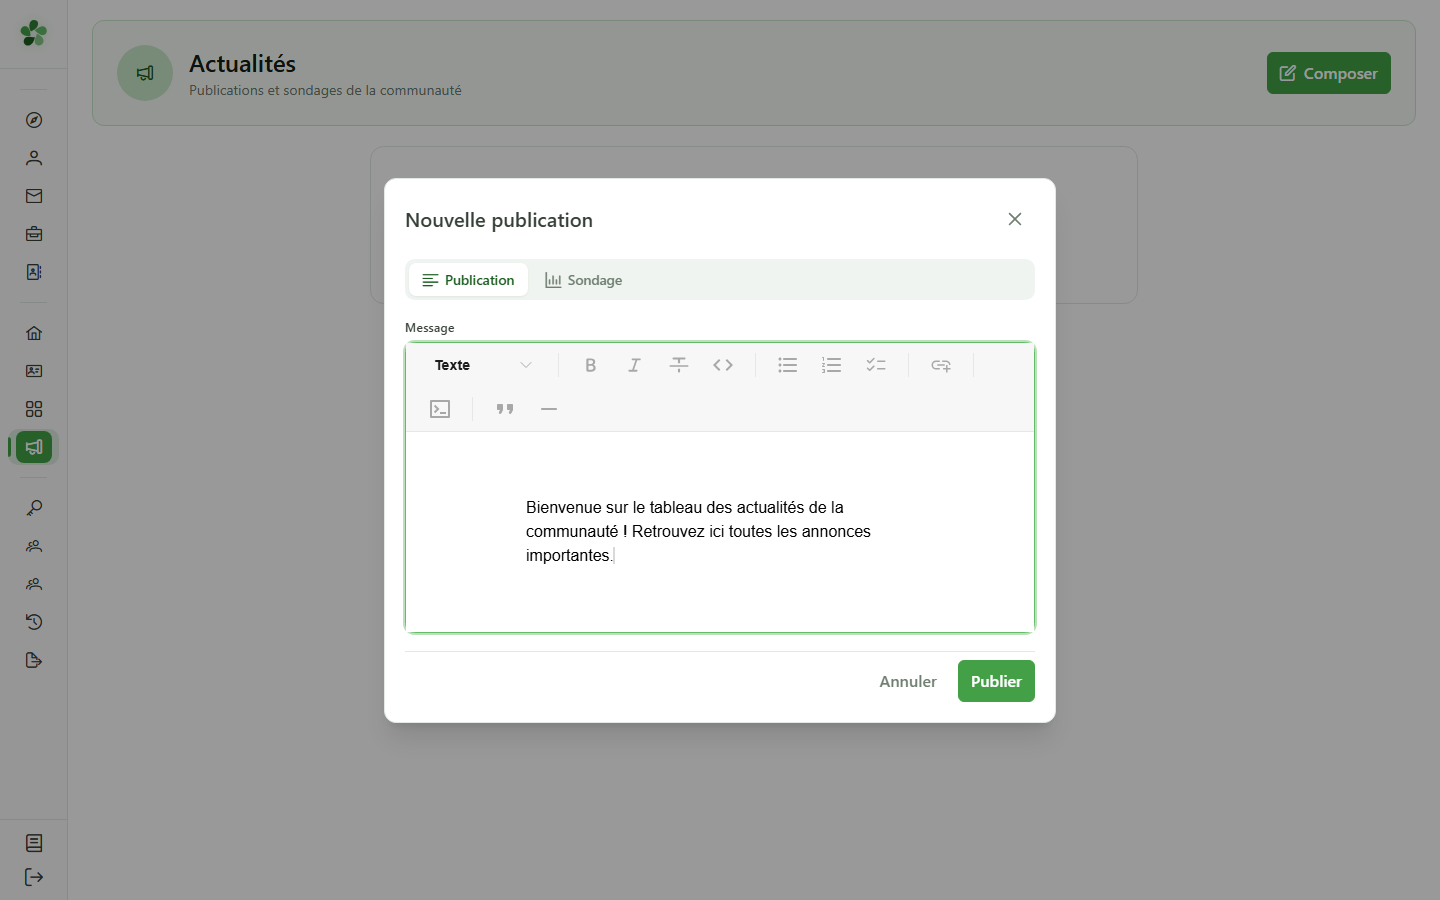 Actualités
Publications et sondages de la communauté
Composer
Nouvelle publication
Publication
Sondage
Message
Texte
Bienvenue sur le tableau des actualités de la
communauté ! Retrouvez ici toutes les annonces
importantes.
Annuler
Publier